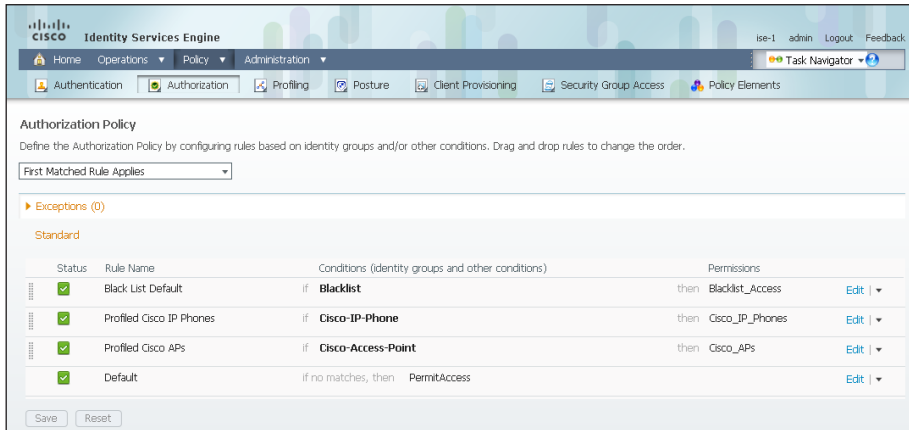 CISCO Identity Services Engine
ise-1 admin Logout Feedback
Home Operations Policy Administration
Task Navigator ?
Authentication Authorization Profiling Posture Client Provisioning Security Group Access Policy Elements
Authorization Policy
Define the Authorization Policy by configuring rules based on identity groups and/or other conditions. Drag and drop rules to change the order.
First Matched Rule Applies
Exceptions (0)
Standard
Status Rule Name Conditions (identity groups and other conditions) Permissions
Black List Default if Blacklist then Blacklist_Access Edit |
Profiled Cisco IP Phones if Cisco-IP-Phone then Cisco_IP_Phones Edit |
Profiled Cisco APs if Cisco-Access-Point then Cisco_APs Edit |
Default if no matches, then PermitAccess Edit |
Save Reset